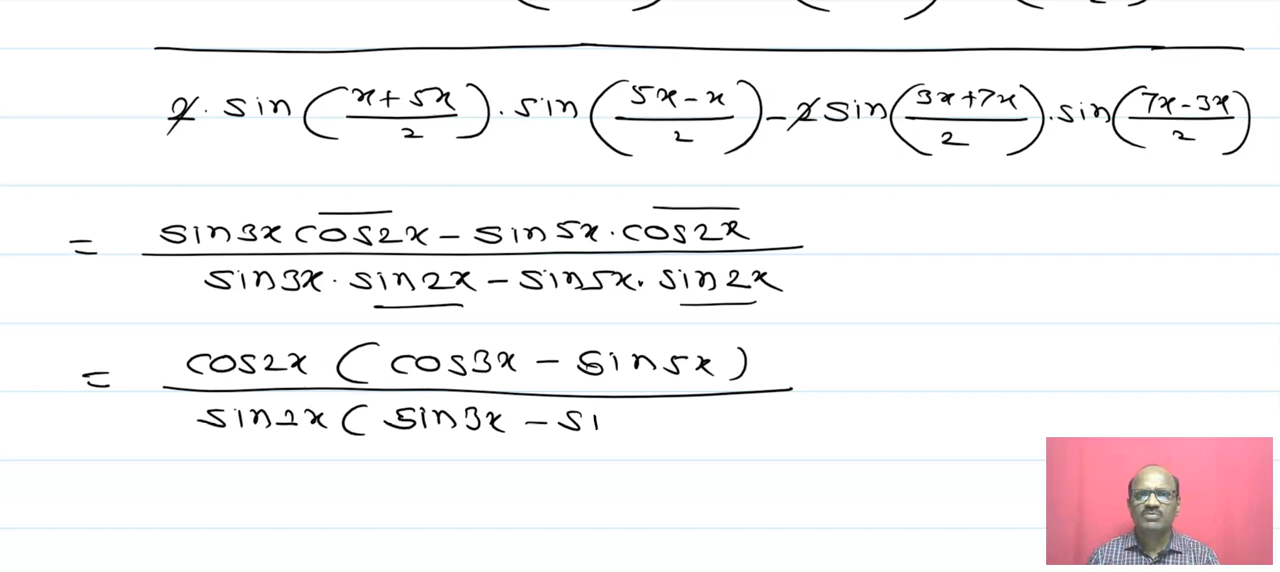 2. sin((x+5x)/2) . sin((5x-x)/2) - 2 sin((3x+7x)/2) . sin((7x-3x)/2)
= (sin3x cos2x - sin5x . cos2x) / (sin3x . sin2x - sin5x . sin2x)
= cos2x (cos3x - sin5x) / sin2x (sin3x - si